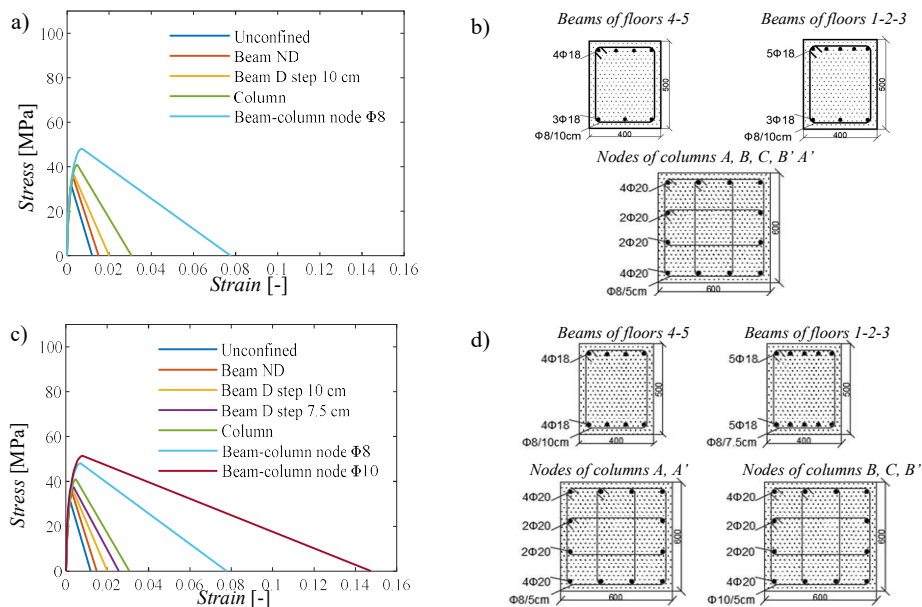 a)
Stress [MPa]
100
80
60
40
20
0
0
0.02
0.04
0.06
0.08
0.1
0.12
0.14
0.16
Strain [-]
Unconfined
Beam ND
Beam D step 10 cm
Column
Beam-column node Φ8
b)
Beams of floors 4-5
4Φ18
3Φ18
Φ8/10cm
400
500
Beams of floors 1-2-3
5Φ18
3Φ18
Φ8/10cm
400
500
Nodes of columns A, B, C, B' A'
4Φ20
2Φ20
2Φ20
4Φ20
Φ8/5cm
600
600
c)
Stress [MPa]
100
80
60
40
20
0
0
0.02
0.04
0.06
0.08
0.1
0.12
0.14
0.16
Strain [-]
Unconfined
Beam ND
Beam D step 10 cm
Beam D step 7.5 cm
Column
Beam-column node Φ8
Beam-column node Φ10
d)
Beams of floors 4-5
4Φ18
4Φ18
Φ8/10cm
400
500
Beams of floors 1-2-3
5Φ18
5Φ18
Φ8/7.5cm
400
500
Nodes of columns A, A'
4Φ20
2Φ20
2Φ20
4Φ20
Φ8/5cm
600
600
Nodes of columns B, C, B'
4Φ20
2Φ20
2Φ20
4Φ20
Φ10/5cm
600
600